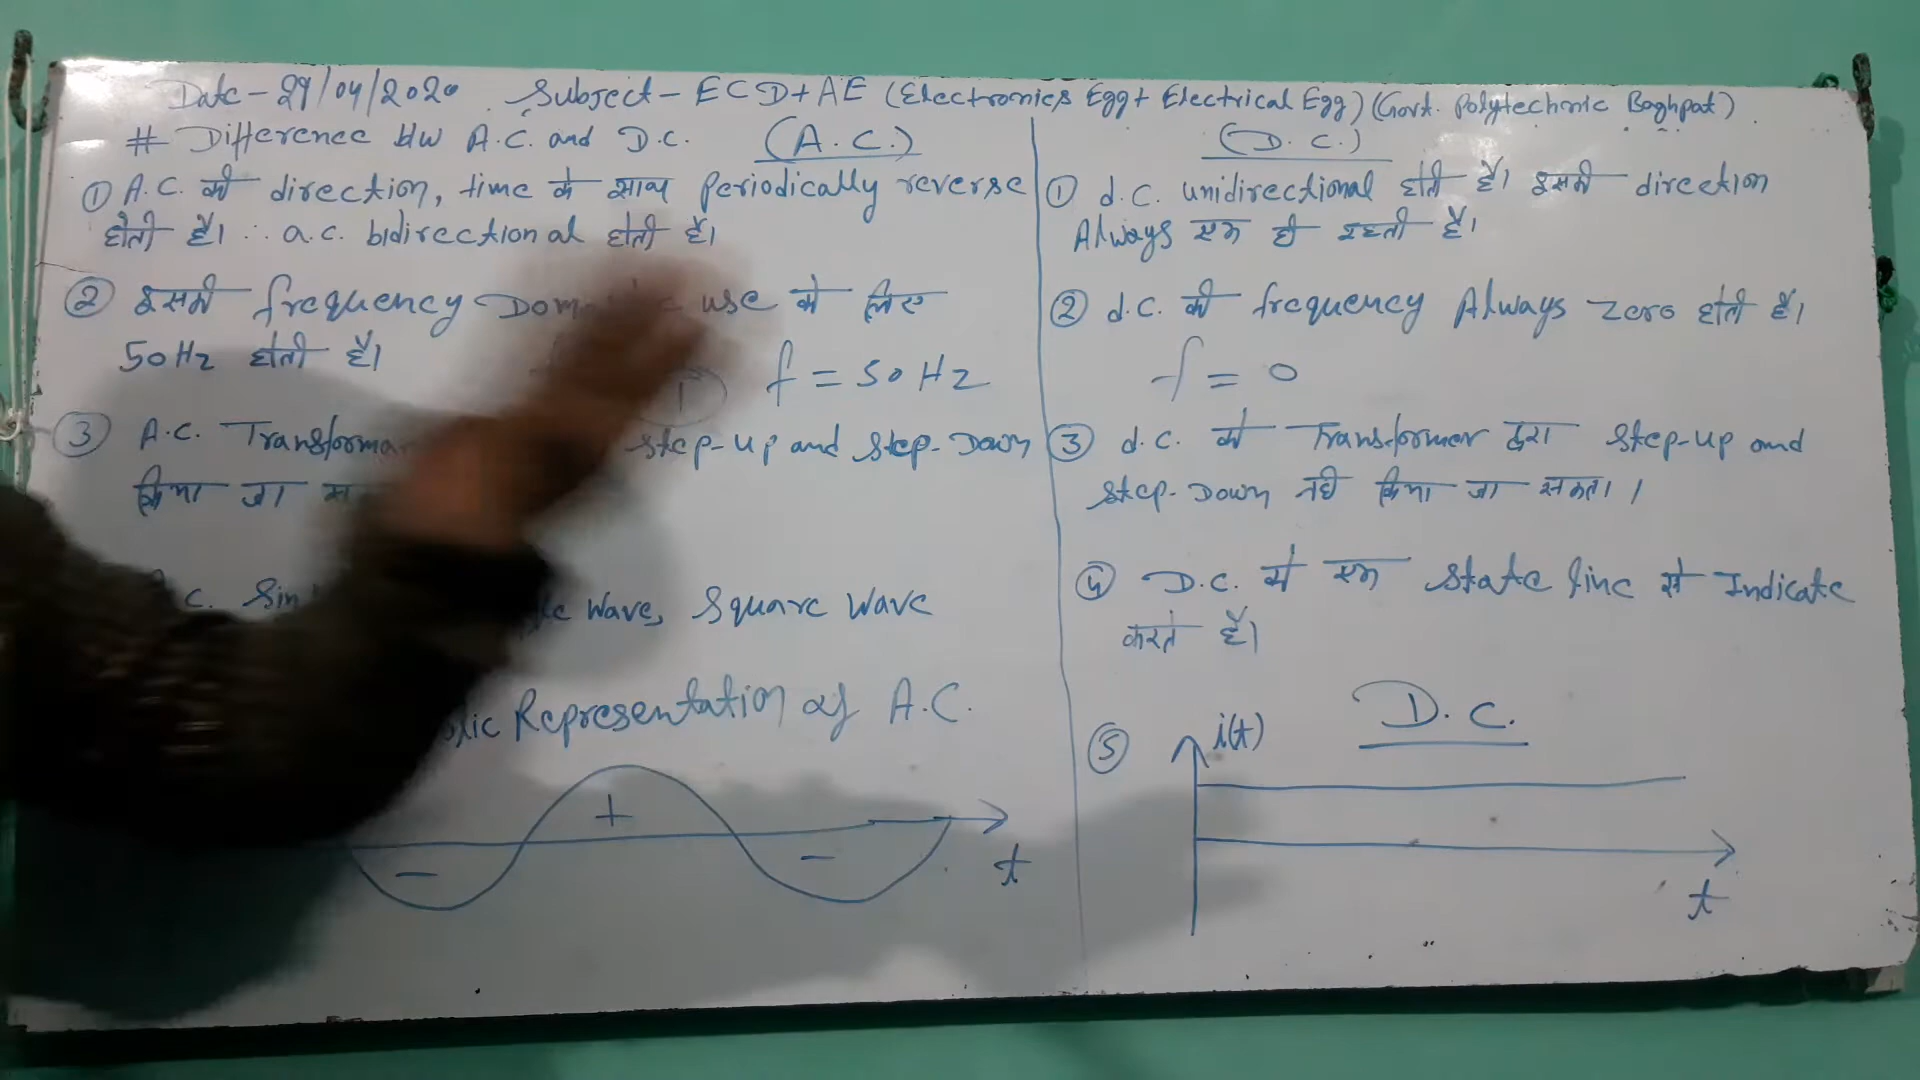 Date - 29/04/2020 Subject - ECD + AE (Electronics Egg + Electrical Egg) (Govt. Polytechnic Baghpat)
# Difference b/w A.C. and D.C. (A.C.)
① A.C. की direction, time के साथ Periodically reverse
होती है। ∴ a.c. bidirectional होती है।
② इसकी frequency use के लिए
50 Hz होती है।
① f = 50 Hz
③ A.C. Step-up and Step-Down
किया जा
Wave, Square Wave
Representation of A.C.
+
- -
t
(D.C.)
① d.c. unidirectional होती है। इसकी direction
Always एक ही रहती है।
② d.c. की frequency Always zero होती है।
f = 0
③ d.c. को Transformer द्वारा Step-up and
Step-Down नही किया जा सकता।
④ D.C. को एक State line से Indicate
करते है।
D.C.
⑤ i(t)
t